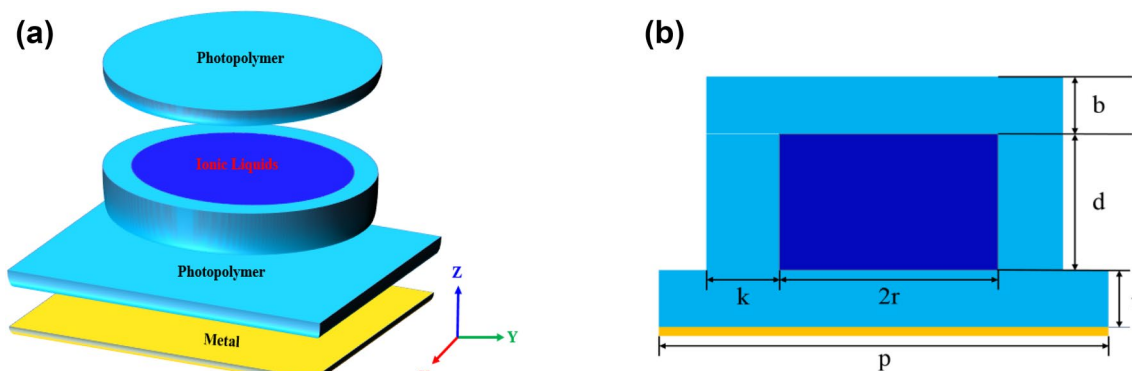 (a)
Photopolymer
Ionic Liquids
Photopolymer
Metal
Z
Y
(b)
b
d
k
2r
p